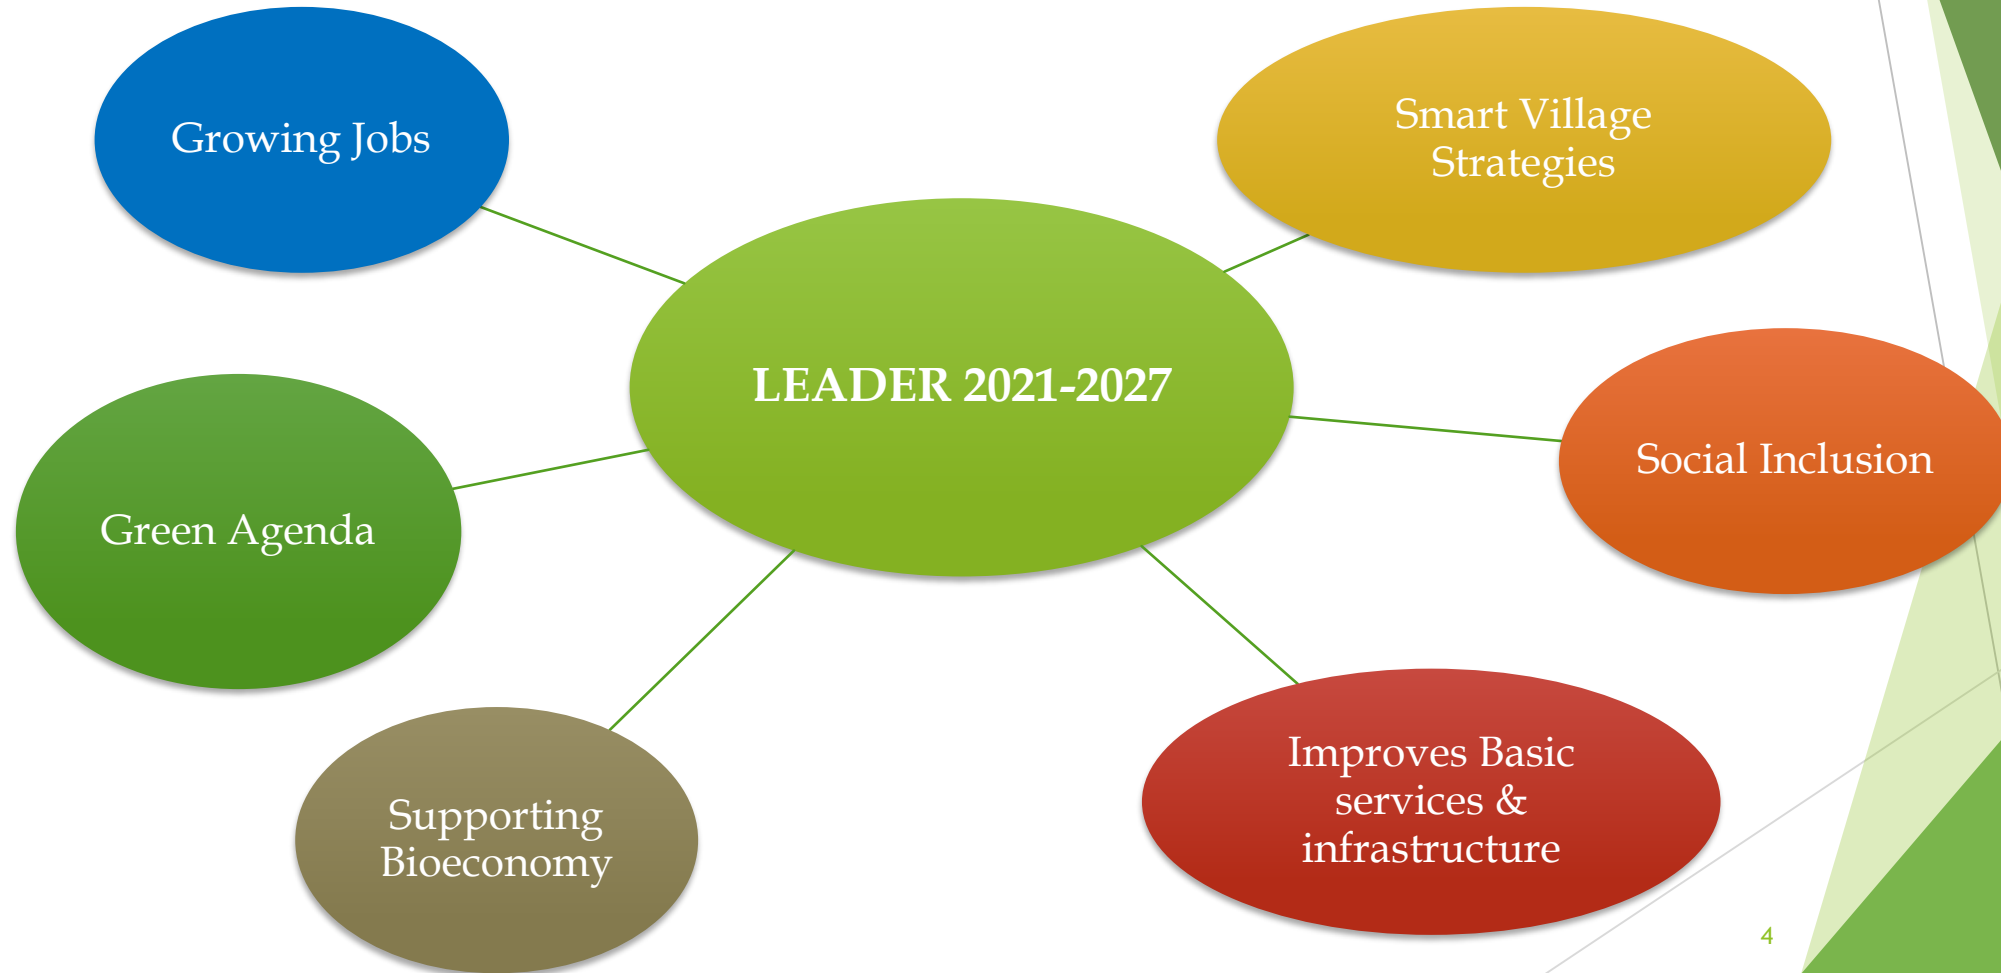 Growing Jobs
Smart Village
Strategies
LEADER 2021-2027
Social Inclusion
Green Agenda
Improves Basic
services &
infrastructure
Supporting
Bioeconomy
4